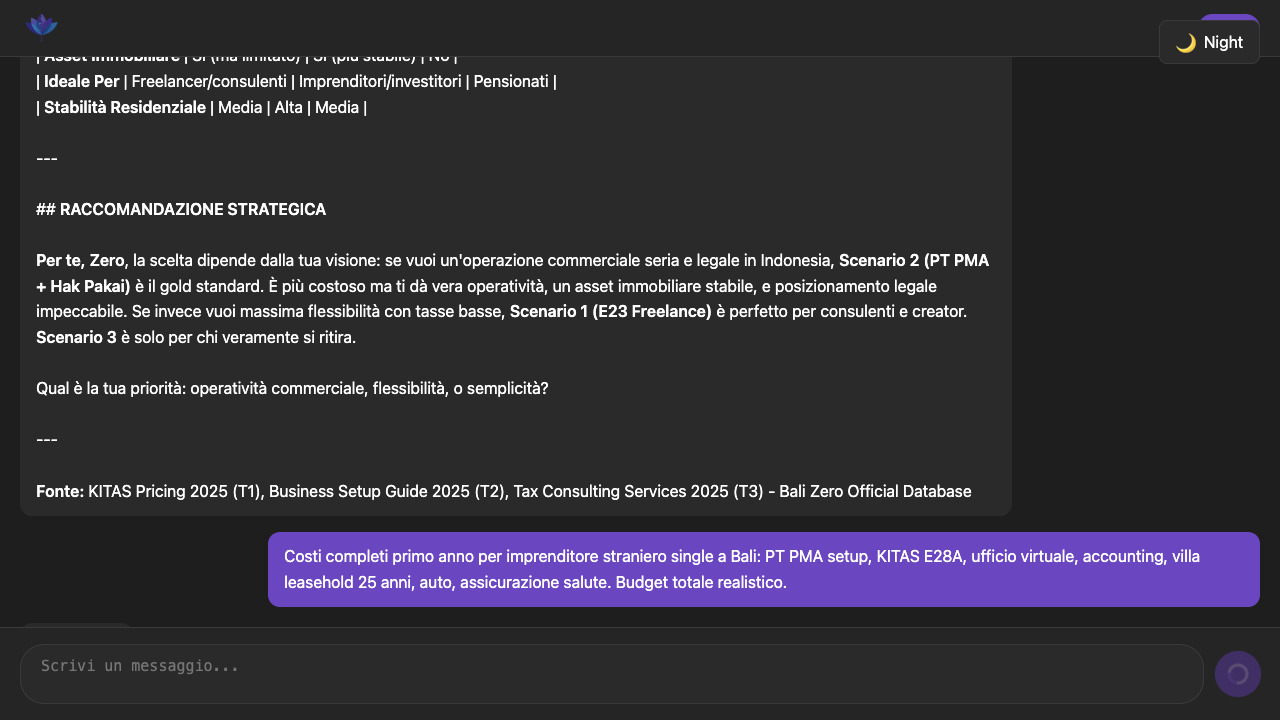 🌙 Night
| Asset Immobiliare | Sì (ma limitato) | Sì (più stabile) | No |
| Ideale Per | Freelancer/consulenti | Imprenditori/investitori | Pensionati |
| Stabilità Residenziale | Media | Alta | Media |
---
## RACCOMANDAZIONE STRATEGICA
Per te, Zero, la scelta dipende dalla tua visione: se vuoi un'operazione commerciale seria e legale in Indonesia, Scenario 2 (PT PMA
+ Hak Pakai) è il gold standard. È più costoso ma ti dà vera operatività, un asset immobiliare stabile, e posizionamento legale
impeccabile. Se invece vuoi massima flessibilità con tasse basse, Scenario 1 (E23 Freelance) è perfetto per consulenti e creator.
Scenario 3 è solo per chi veramente si ritira.
Qual è la tua priorità: operatività commerciale, flessibilità, o semplicità?
---
Fonte: KITAS Pricing 2025 (T1), Business Setup Guide 2025 (T2), Tax Consulting Services 2025 (T3) - Bali Zero Official Database
Costi completi primo anno per imprenditore straniero single a Bali: PT PMA setup, KITAS E28A, ufficio virtuale, accounting, villa
leasehold 25 anni, auto, assicurazione salute. Budget totale realistico.
Scrivi un messaggio...